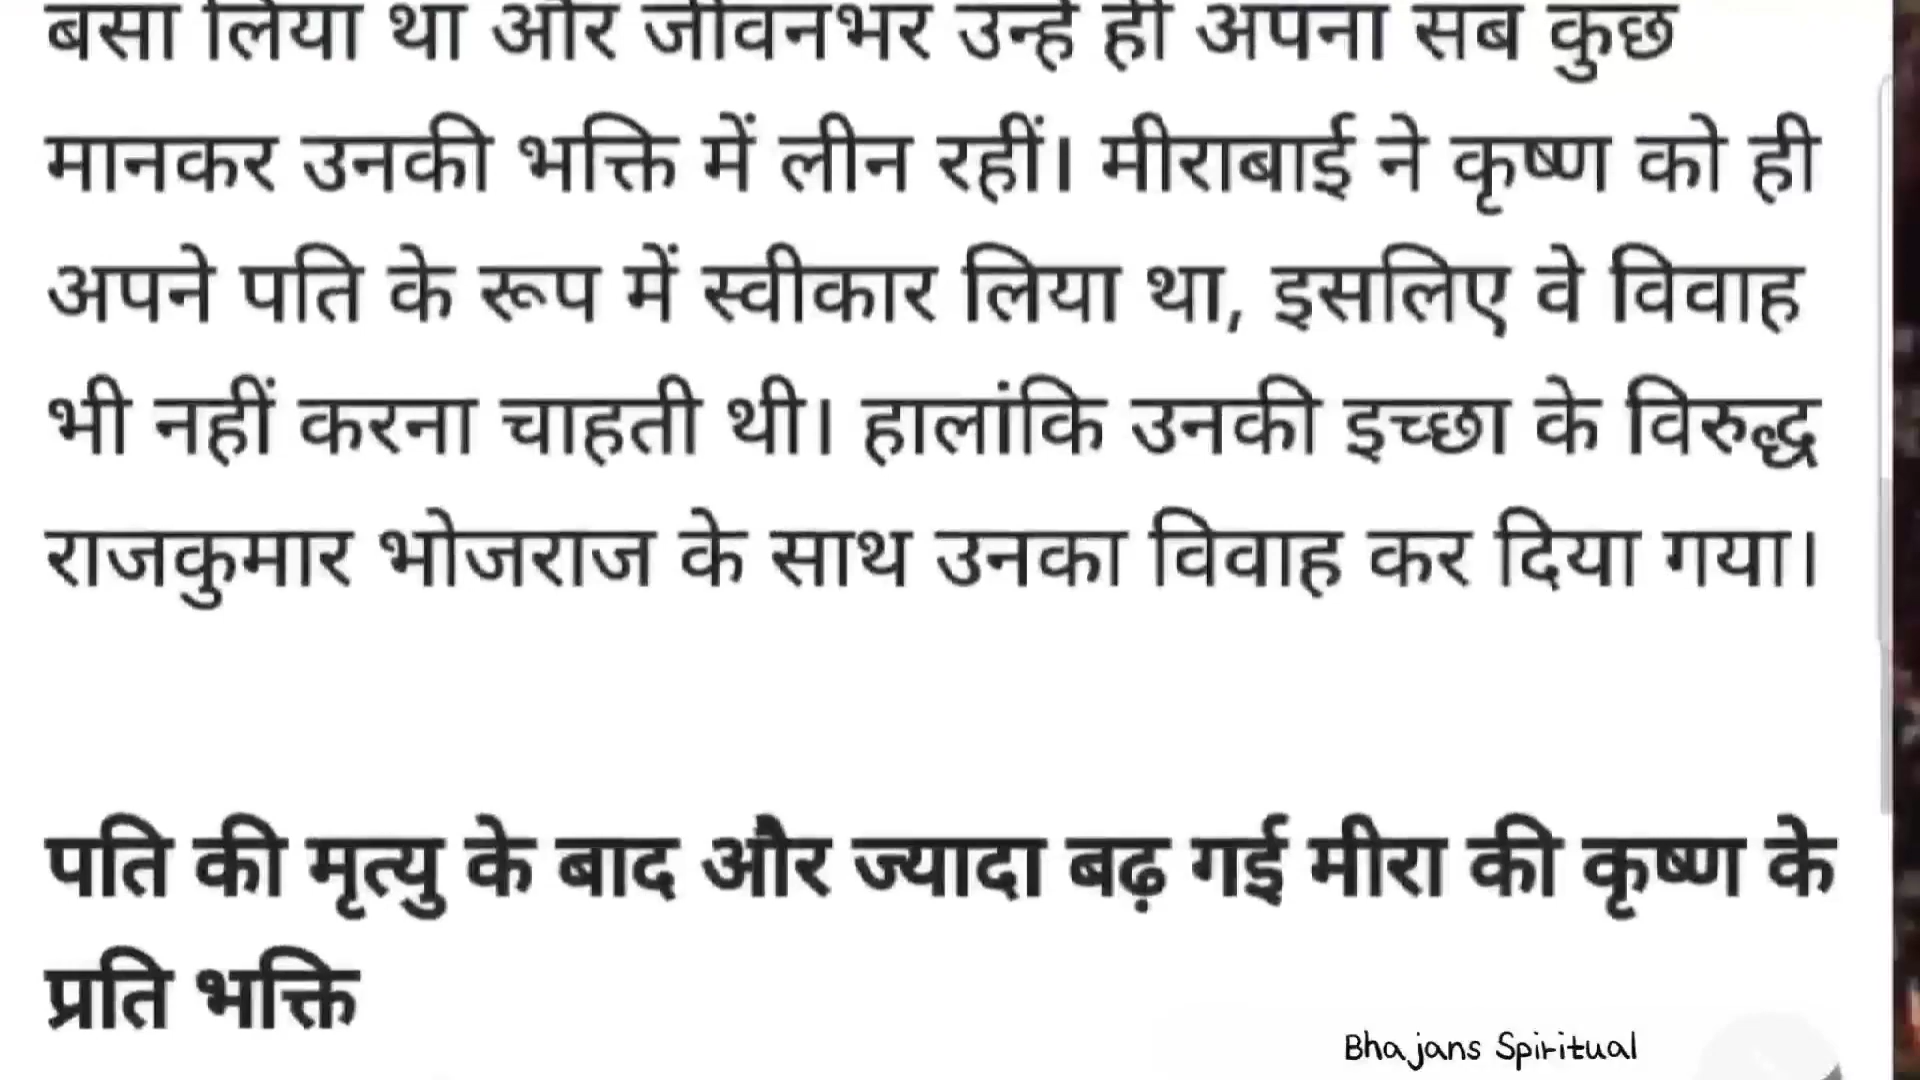 बसा लिया था और जीवनभर उन्हें ही अपना सब कुछ
मानकर उनकी भक्ति में लीन रहीं। मीराबाई ने कृष्ण को ही
अपने पति के रूप में स्वीकार लिया था, इसलिए वे विवाह
भी नहीं करना चाहती थी। हालांकि उनकी इच्छा के विरुद्ध
राजकुमार भोजराज के साथ उनका विवाह कर दिया गया।
पति की मृत्यु के बाद और ज्यादा बढ़ गई मीरा की कृष्ण के
प्रति भक्ति
Bhajans Spiritual